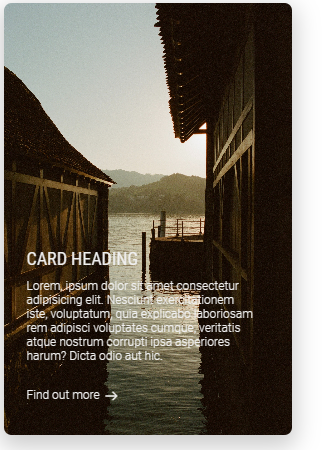 CARD HEADING
Lorem, ipsum dolor sit amet consectetur
adipisicing elit. Nesciunt exercitationem
iste, voluptatum, quia explicabo laboriosam
rem adipisci voluptates cumque, veritatis
atque nostrum corrupti ipsa asperiores
harum? Dicta odio aut hic.
Find out more →